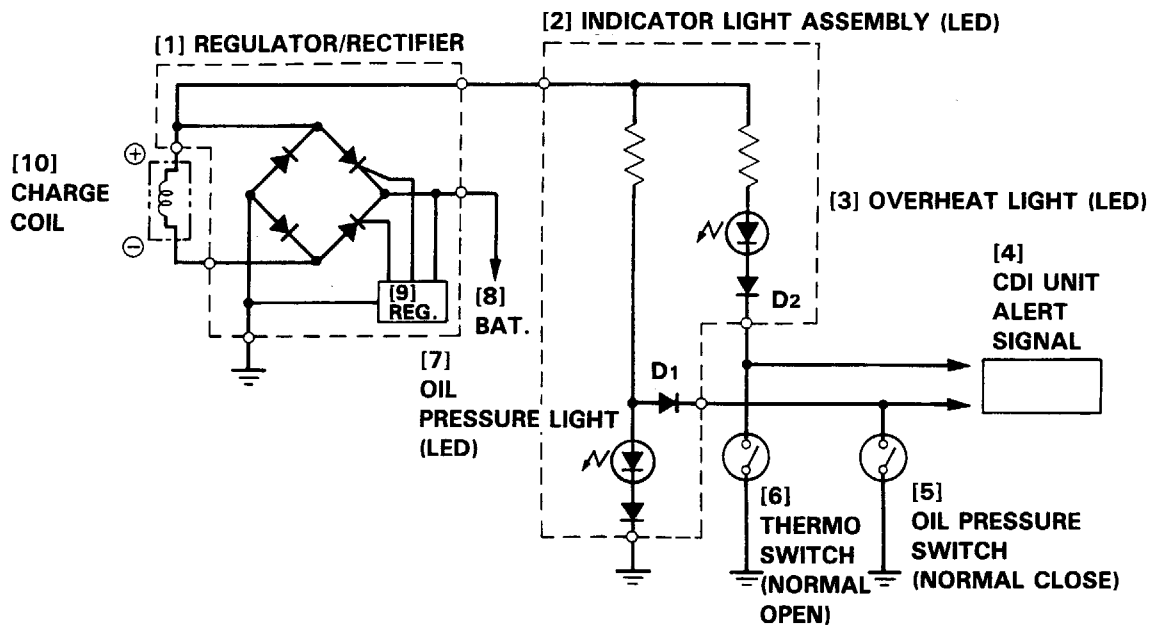 [2] INDICATOR LIGHT ASSEMBLY (LED)
[1] REGULATOR/RECTIFIER
[10]
CHARGE
COIL
+
−
[9]
REG.
[8]
BAT.
[7]
OIL
PRESSURE LIGHT
(LED)
[3] OVERHEAT LIGHT (LED)
D2
D1
[4]
CDI UNIT
ALERT
SIGNAL
[6]
THERMO
SWITCH
(NORMAL
OPEN)
[5]
OIL PRESSURE
SWITCH
(NORMAL CLOSE)